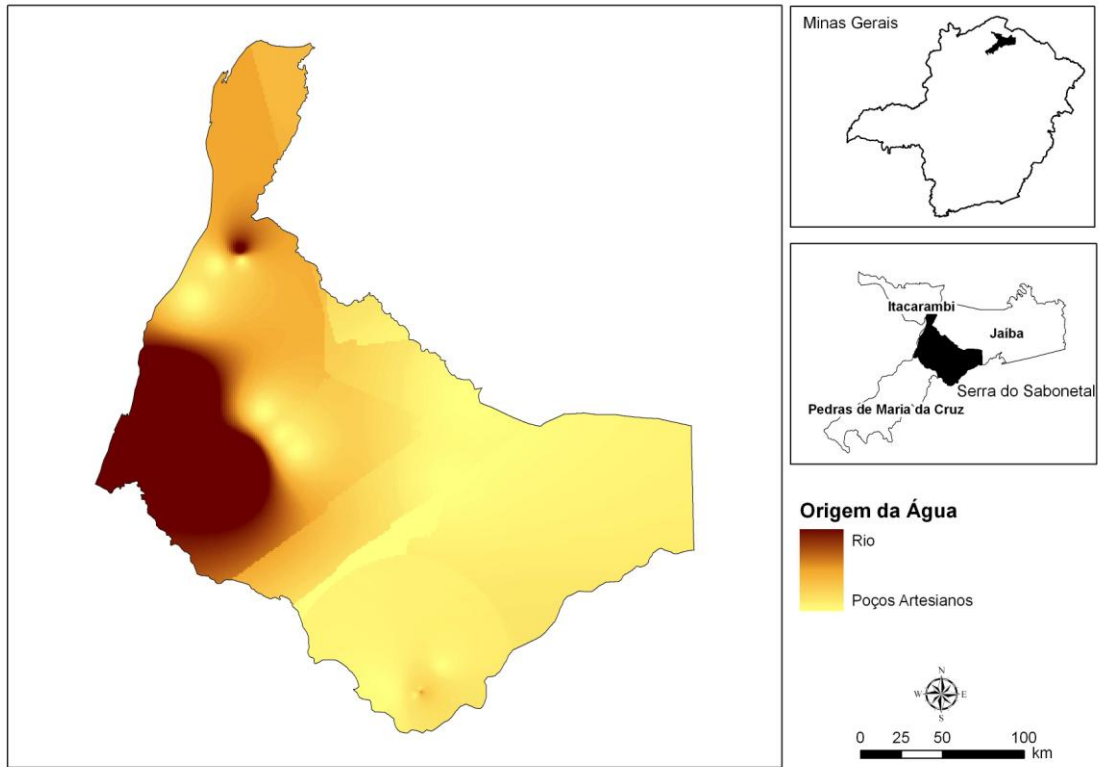 Minas Gerais
Itacarambi
Jaíba
Serra do Sabonetal
Pedras de Maria da Cruz
Origem da Água
Rio
Poços Artesianos
N
W E
S
0 25 50 100
km